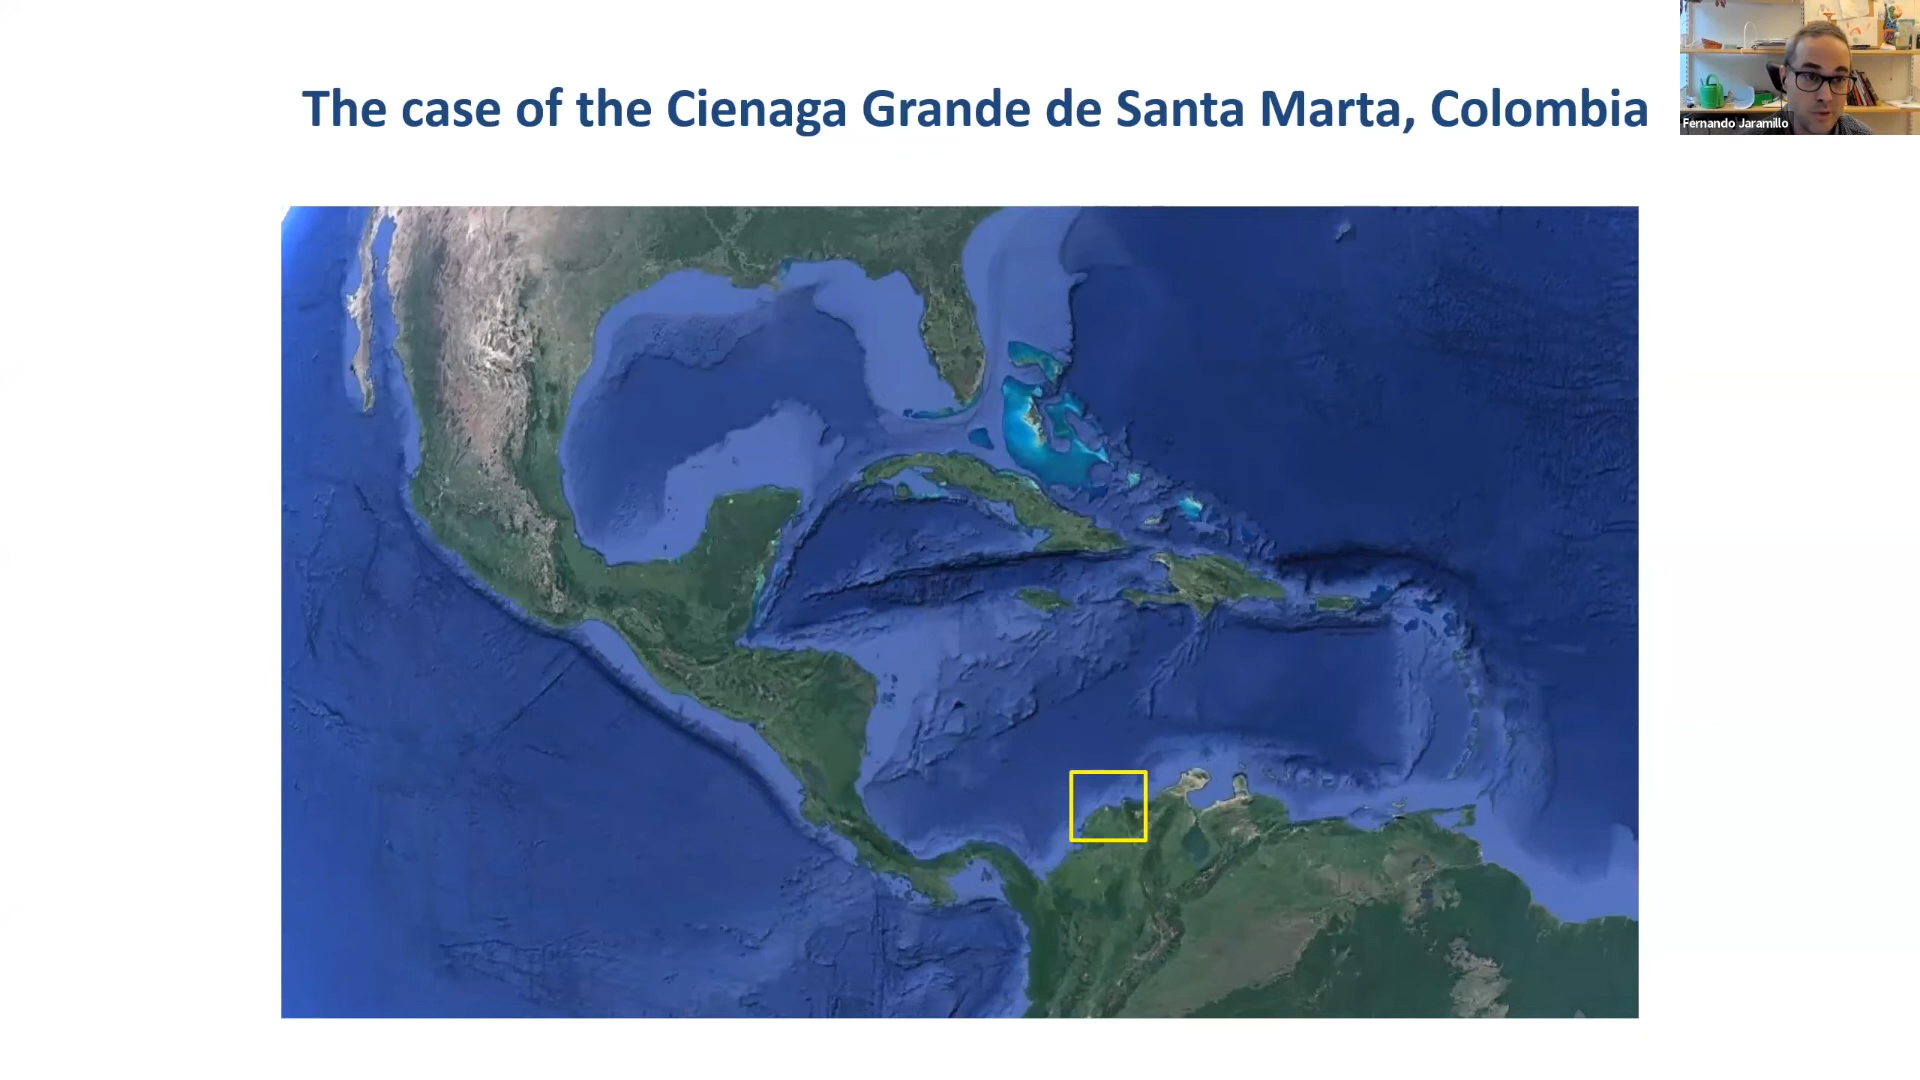 The case of the Cienaga Grande de Santa Marta, Colombia
Fernando Jaramillo